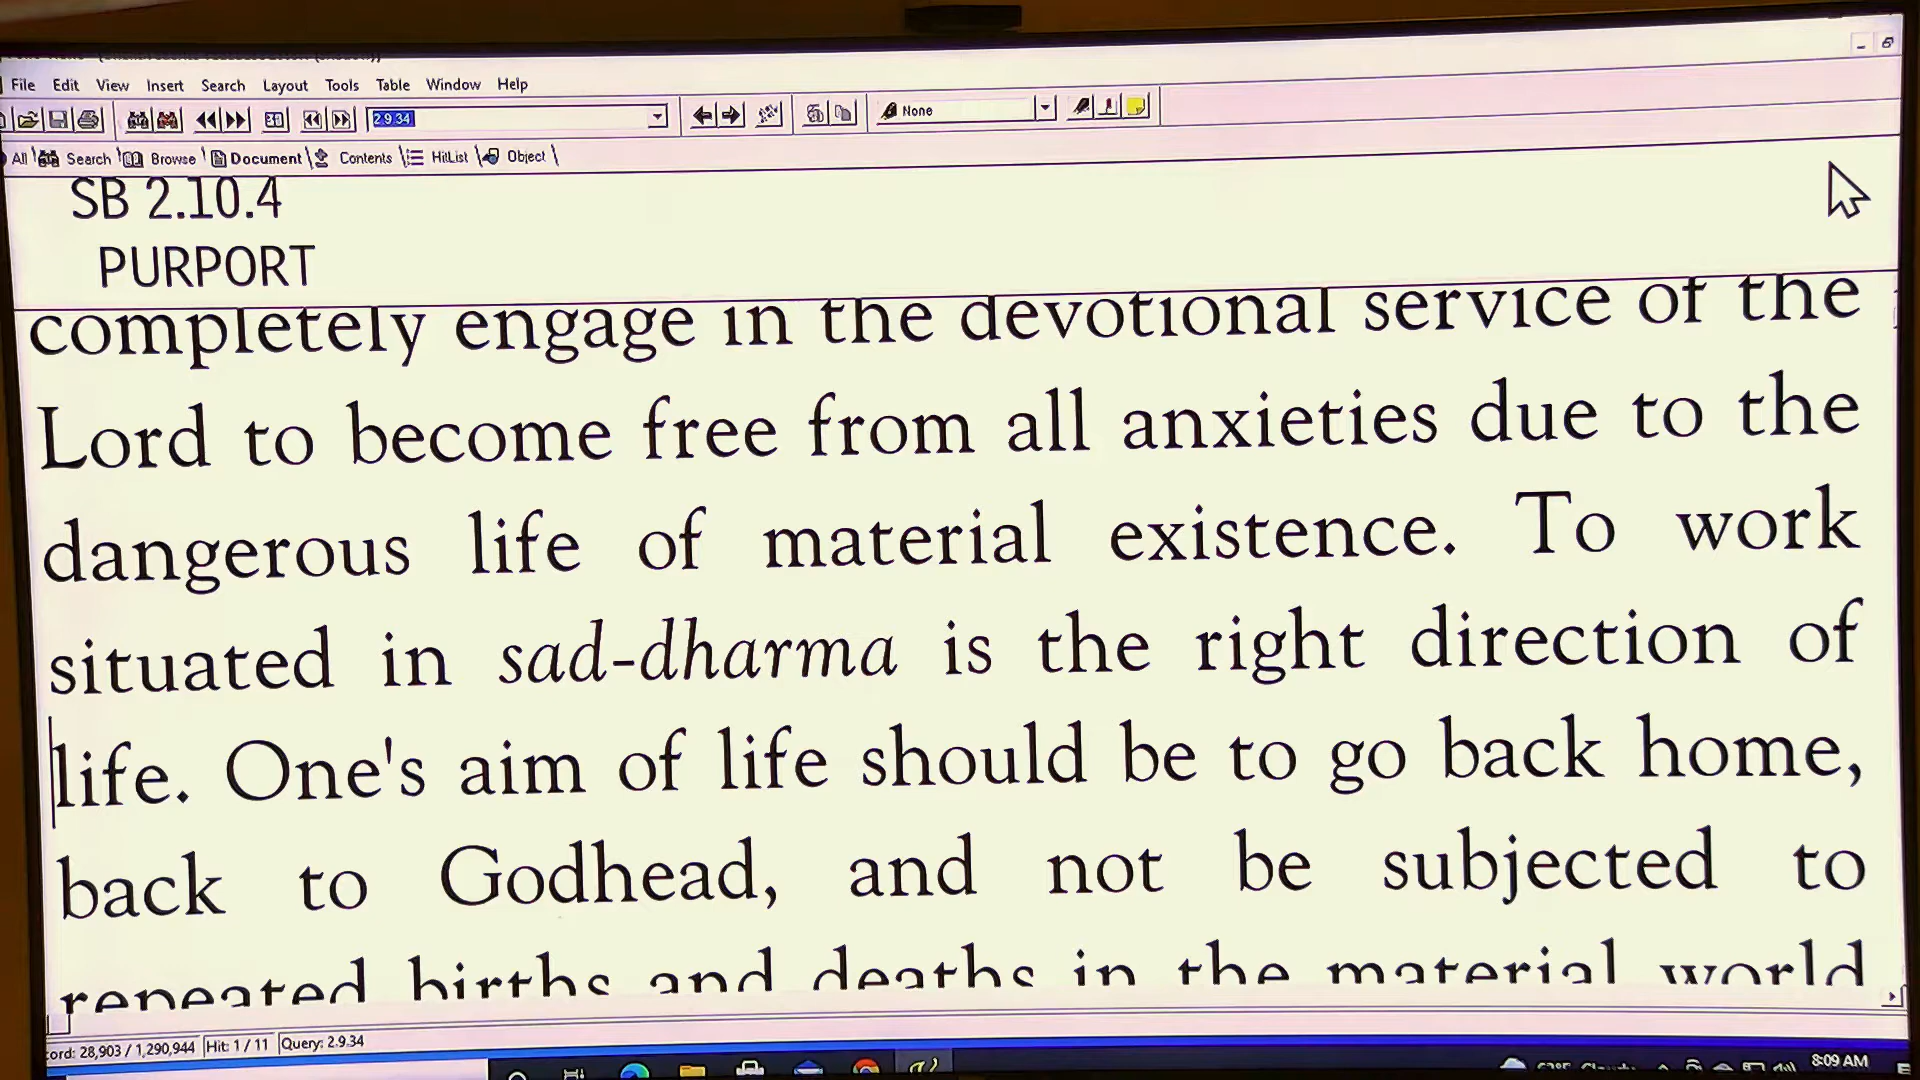 File Edit View Insert Search Layout Tools Table Window Help
2.9.34
None
All Search Browse Document Contents HitList Object
SB 2.10.4
PURPORT
completely engage in the devotional service of the
Lord to become free from all anxieties due to the
dangerous life of material existence. To work
situated in sad-dharma is the right direction of
life. One's aim of life should be to go back home,
back to Godhead, and not be subjected to
repeated births and deaths in the material world
ord: 28,903 / 1,290,944 Hit: 1 / 11 Query: 2.9.34
8:09 AM